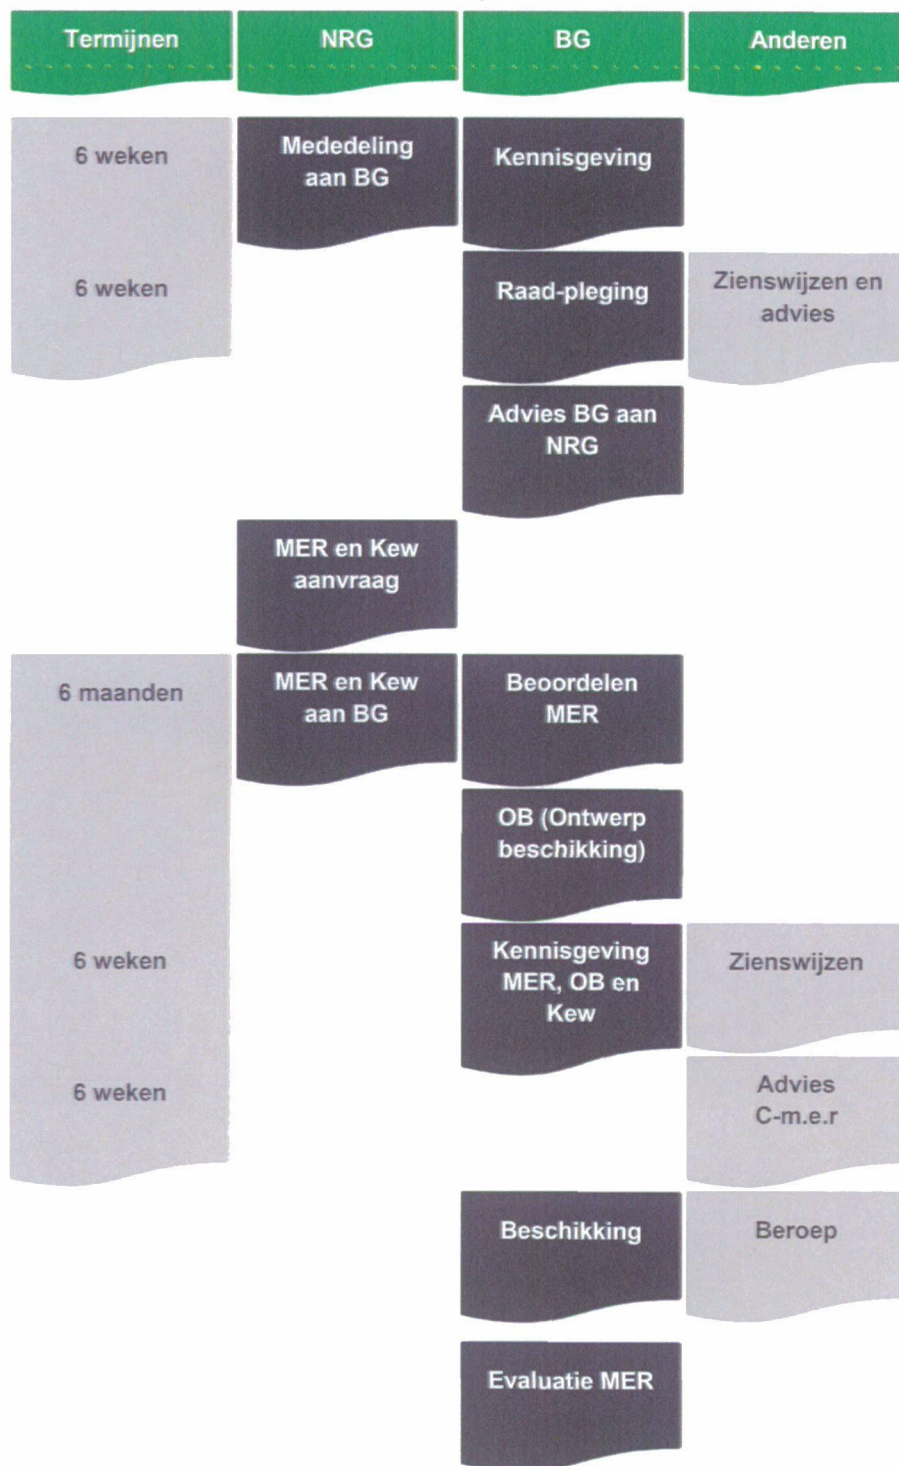 Termijnen NRG BG Anderen
6 weken
Mededeling
aan BG
Kennisgeving
6 weken
Raad-pleging
Zienswijzen en
advies
Advies BG aan
NRG
MER en Kew
aanvraag
6 maanden
MER en Kew
aan BG
Beoordelen
MER
OB (Ontwerp
beschikking)
6 weken
Kennisgeving
MER, OB en
Kew
Zienswijzen
6 weken
Advies
C-m.e.r
Beschikking
Beroep
Evaluatie MER